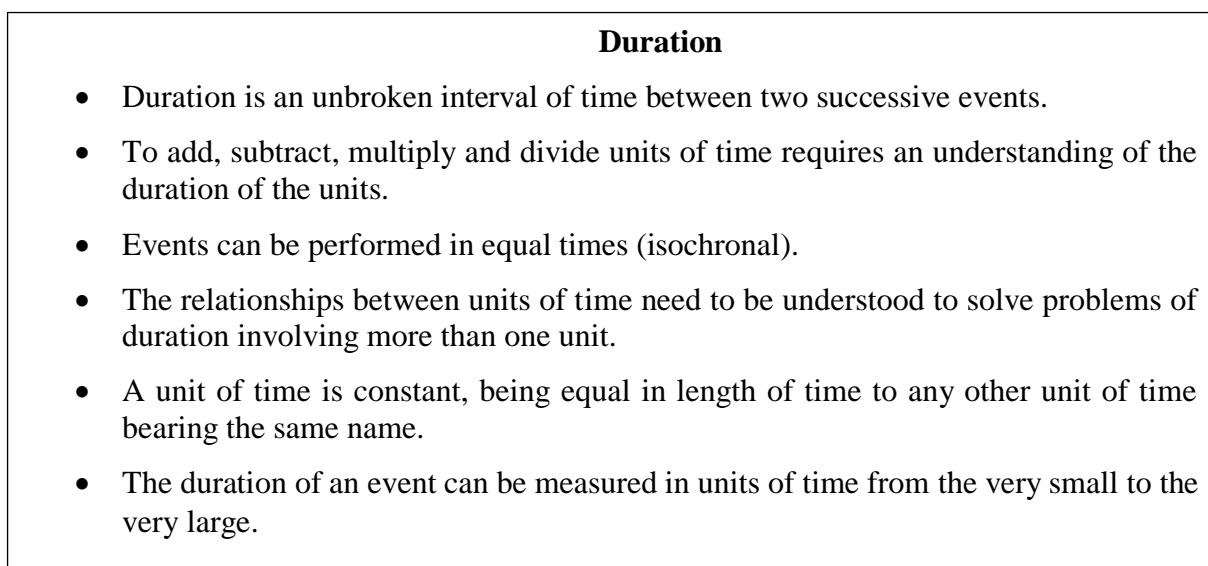 Duration
• Duration is an unbroken interval of time between two successive events.
• To add, subtract, multiply and divide units of time requires an understanding of the
duration of the units.
• Events can be performed in equal times (isochronal).
• The relationships between units of time need to be understood to solve problems of
duration involving more than one unit.
• A unit of time is constant, being equal in length of time to any other unit of time
bearing the same name.
• The duration of an event can be measured in units of time from the very small to the
very large.